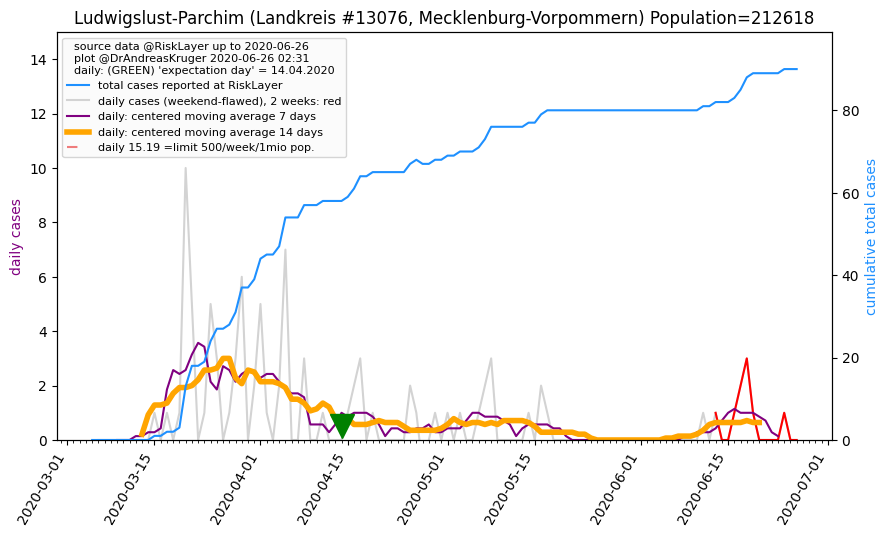 Ludwigslust-Parchim (Landkreis #13076, Mecklenburg-Vorpommern) Population=212618
source data @RiskLayer up to 2020-06-26
plot @DrAndreasKruger 2020-06-26 02:31
daily: (GREEN) 'expectation day' = 14.04.2020
total cases reported at RiskLayer
daily cases (weekend-flawed), 2 weeks: red
daily: centered moving average 7 days
daily: centered moving average 14 days
daily 15.19 =limit 500/week/1mio pop.
daily cases
14
12
10
8
6
4
2
0
80
60
40
20
0
cumulative total cases
2020-03-01
2020-03-15
2020-04-01
2020-04-15
2020-05-01
2020-05-15
2020-06-01
2020-06-15
2020-07-01